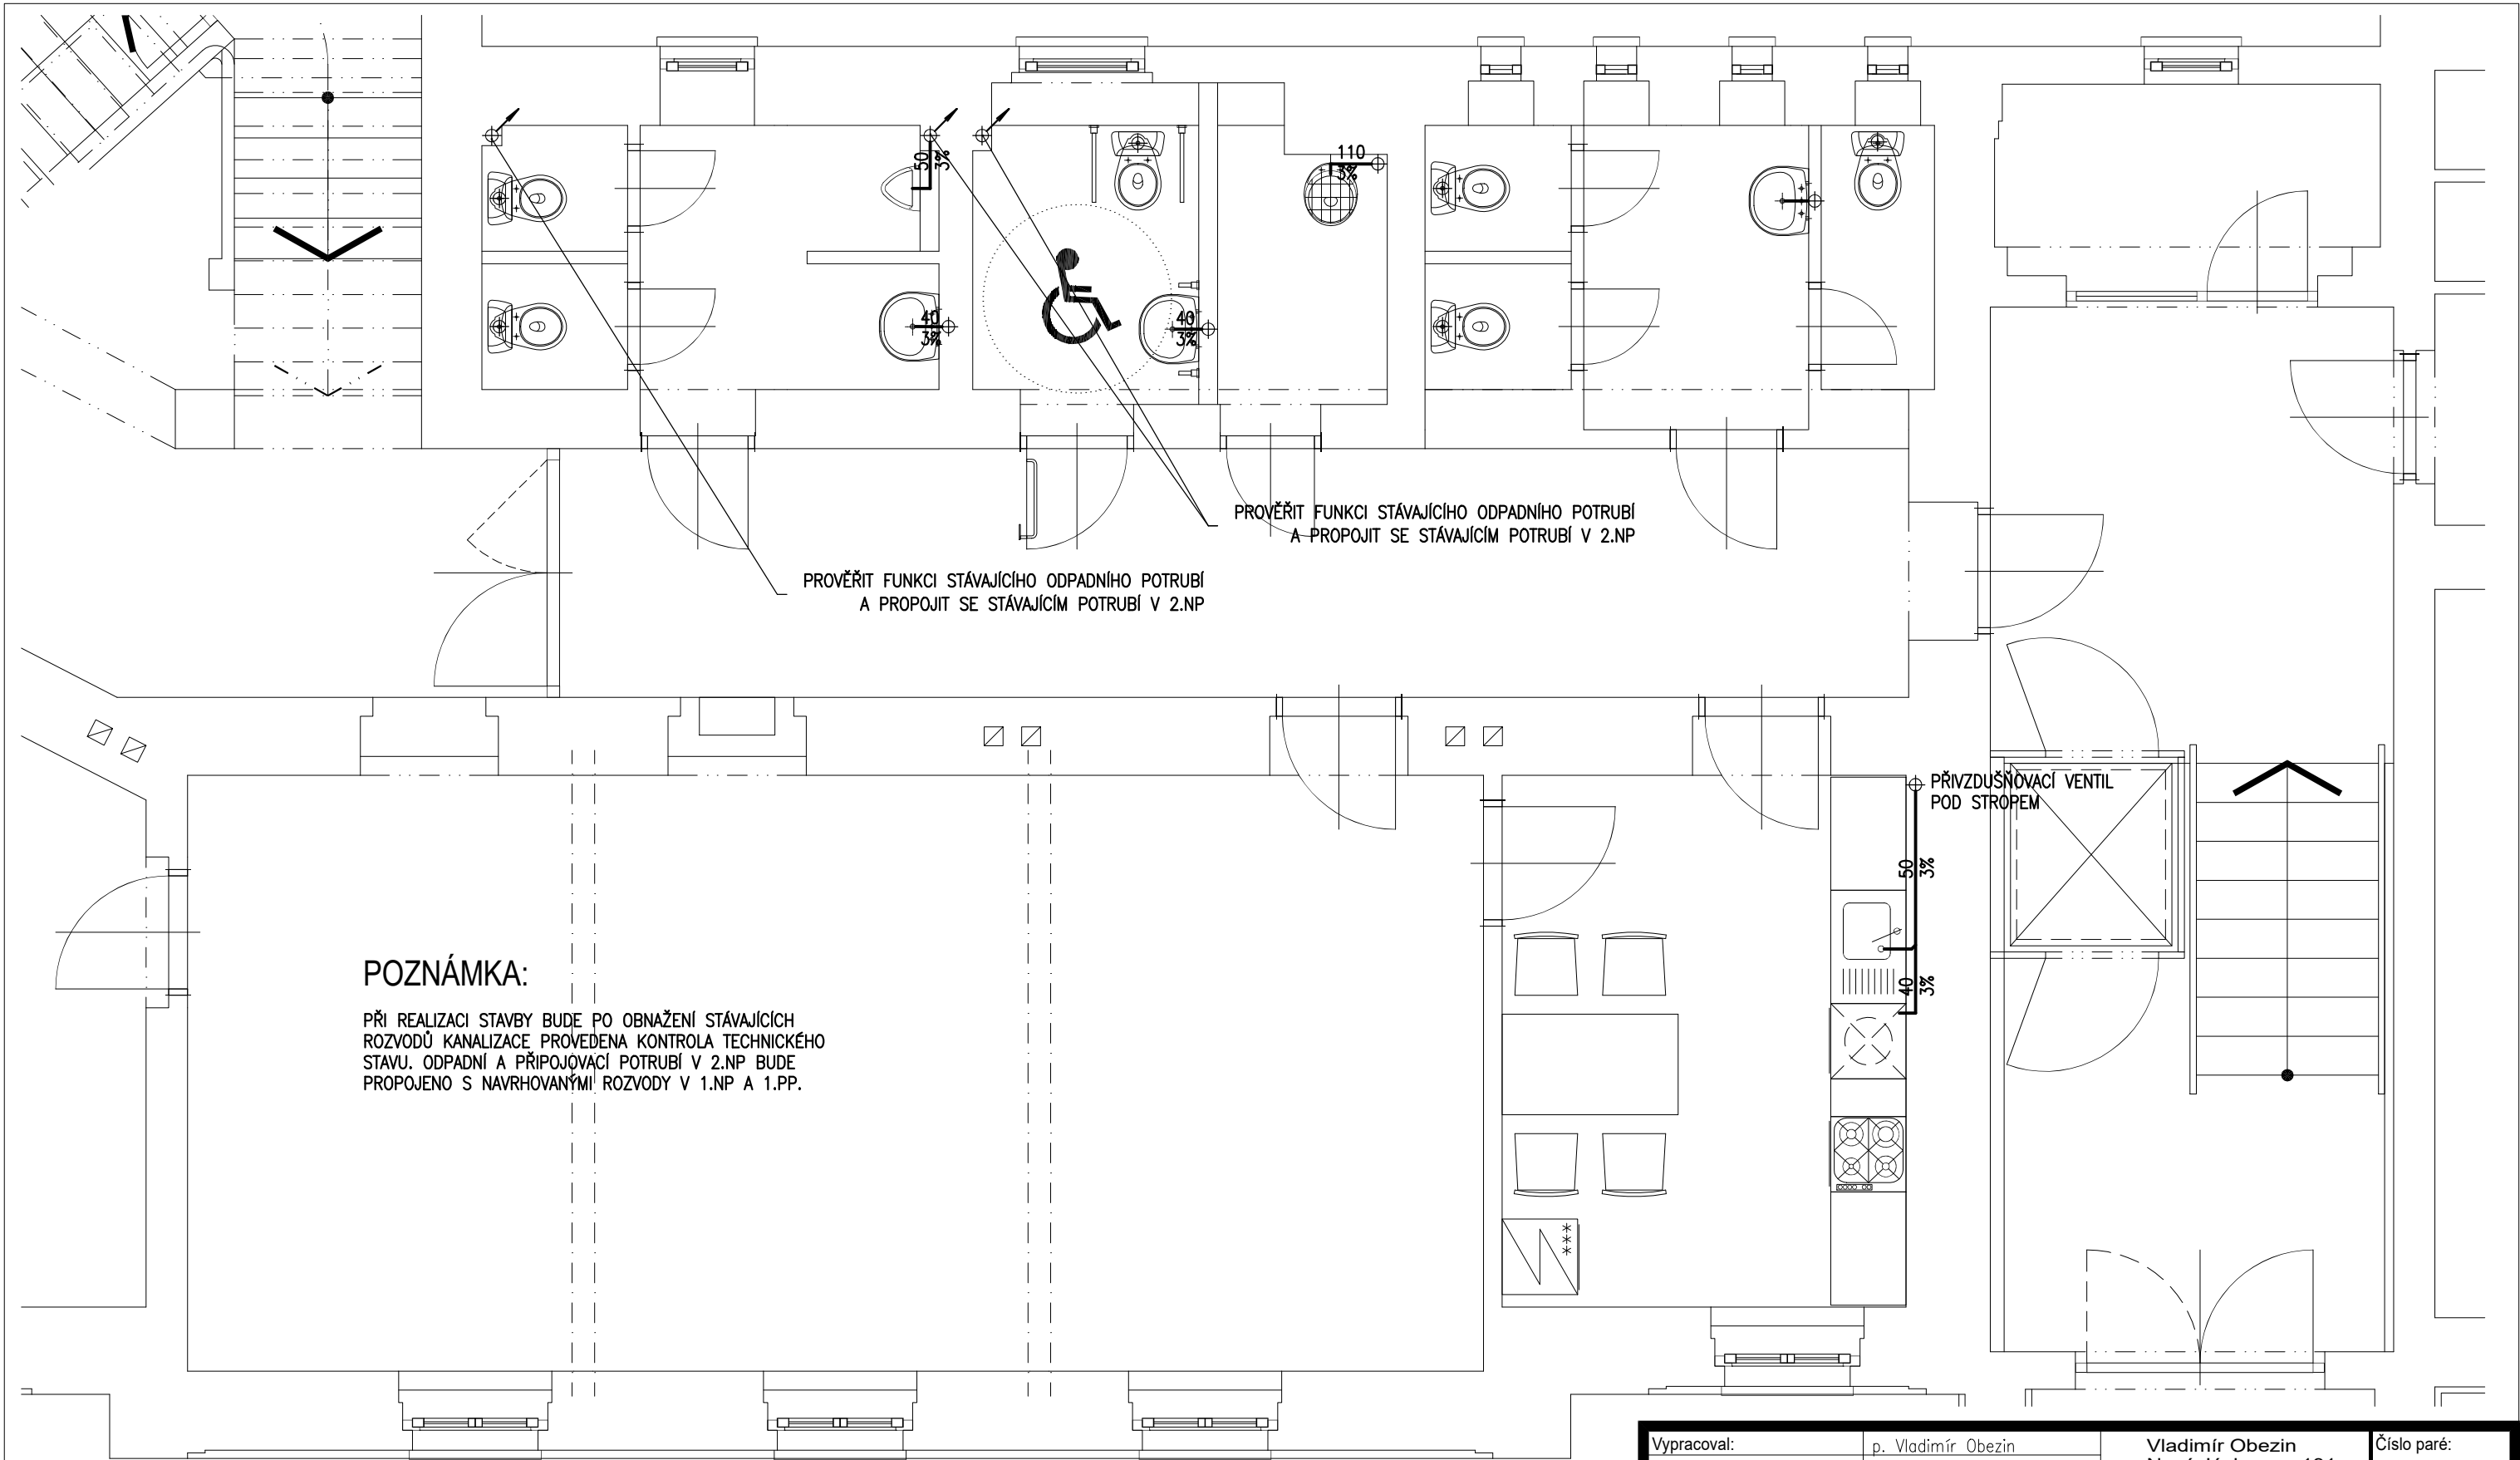 50
3%
110
3%
40
3%
40
3%
PROVĚŘIT FUNKCI STÁVAJÍCÍHO ODPADNÍHO POTRUBÍ
A PROPOJIT SE STÁVAJÍCÍM POTRUBÍ V 2.NP
PROVĚŘIT FUNKCI STÁVAJÍCÍHO ODPADNÍHO POTRUBÍ
A PROPOJIT SE STÁVAJÍCÍM POTRUBÍ V 2.NP
PŘIVZDUŠŇOVACÍ VENTIL
POD STROPEM
50
3%
40
3%
POZNÁMKA:
PŘI REALIZACI STAVBY BUDE PO OBNAŽENÍ STÁVAJÍCÍCH
ROZVODŮ KANALIZACE PROVEDENA KONTROLA TECHNICKÉHO
STAVU. ODPADNÍ A PŘIPOJOVACÍ POTRUBÍ V 2.NP BUDE
PROPOJENO S NAVRHOVANÝMI ROZVODY V 1.NP A 1.PP.
***
Vypracoval: p. Vladimír Obezin Vladimír Obezin Číslo paré: